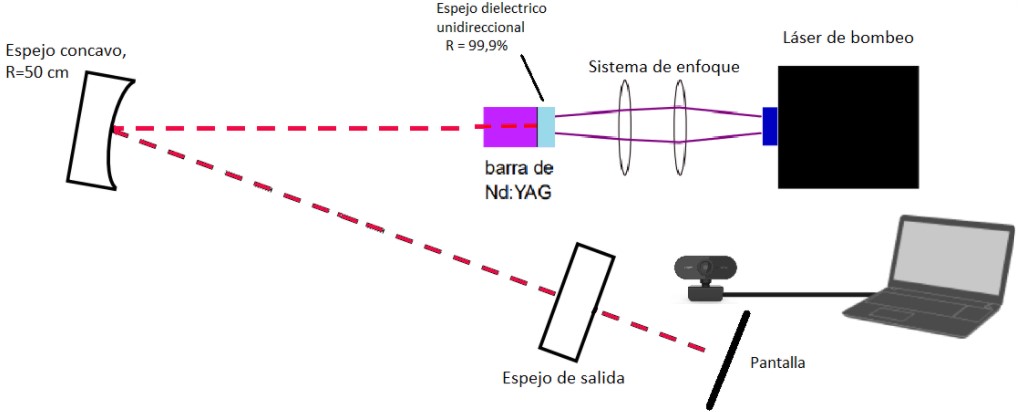 Espejo concavo,
R=50 cm
Espejo dielectrico
unidireccional
R = 99,9%
Sistema de enfoque
Láser de bombeo
barra de
Nd:YAG
Espejo de salida
Pantalla